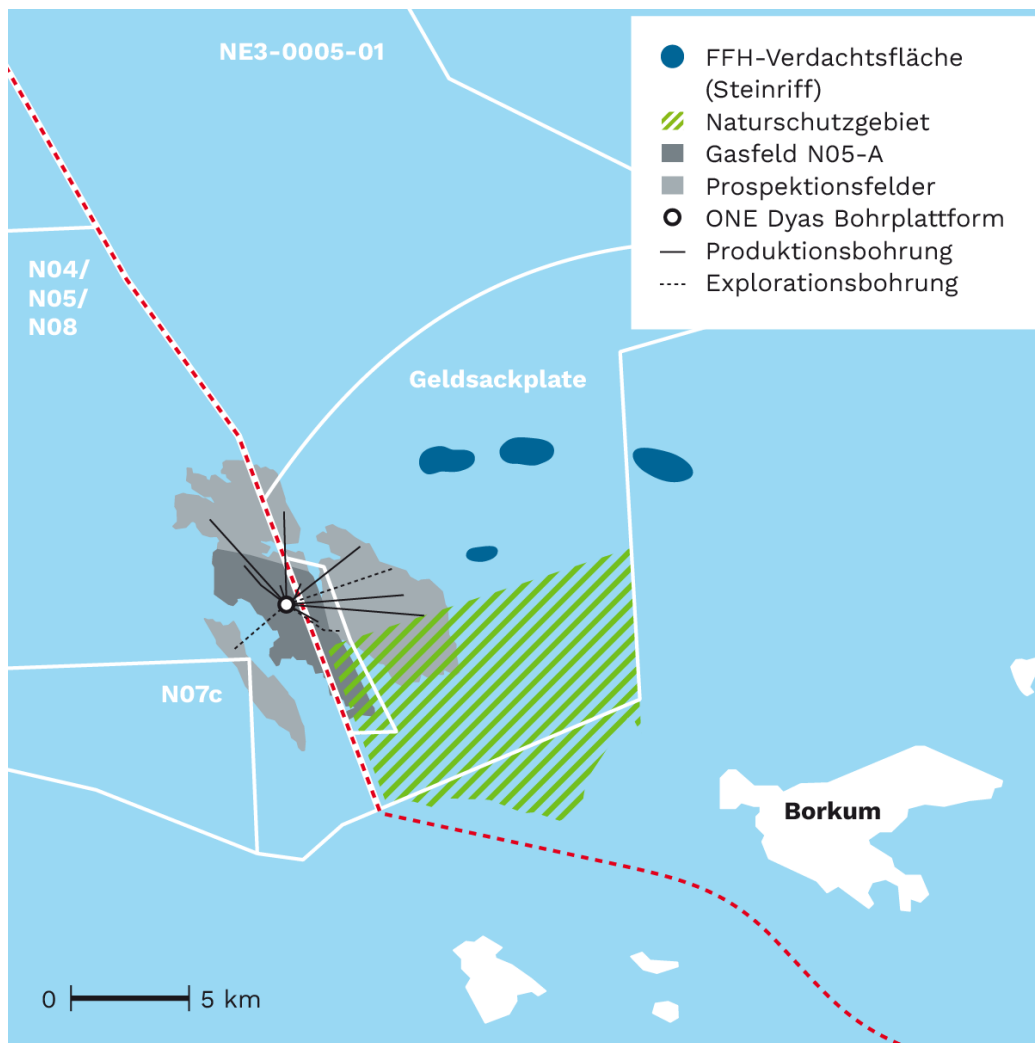 NE3-0005-01
FFH-Verdachtsfläche
(Steinriff)
Naturschutzgebiet
Gasfeld N05-A
Prospektionsfelder
ONE Dyas Bohrplattform
Produktionsbohrung
Explorationsbohrung
N04/
N05/
N08
Geldsackplate
N07c
Borkum
0 5 km